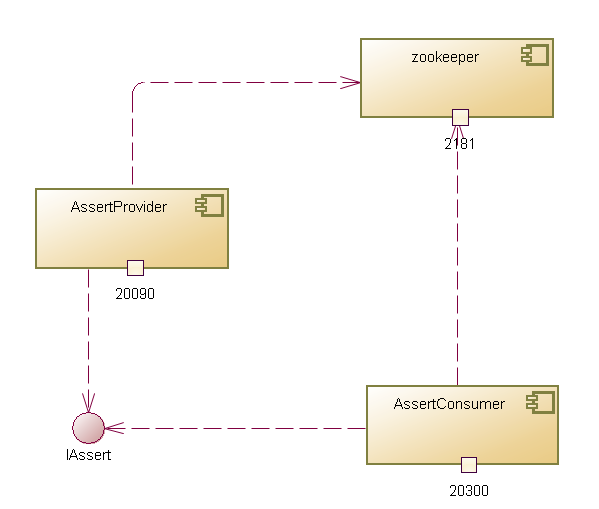 zookeeper
2181
AssertProvider
20090
AssertConsumer
IAssert
20300